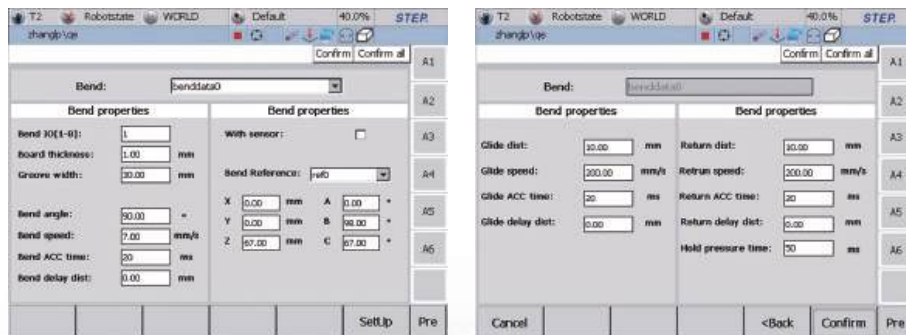 T2 Robotstate WORLD Default 40.0% STEP.
zhanglp\qe
Confirm Confirm all
A1
Bend: benddata0
A2
Bend properties Bend properties
Bend IO[1-8]: 1 With sensor: A3
Board thickness: 1.00 mm
Groove width: 30.00 mm Bend Reference: ref0 A4
X 0.00 mm A 0.00 °
Bend angle: 90.00 ° Y 0.00 mm B 90.00 ° A5
Bend speed: 7.00 mm/s Z 67.00 mm C 67.00 °
Bend ACC time: 20 ms A6
Bend delay dist: 0.00 mm
SetUp Pre
T2 Robotstate WORLD Default 40.0% STEP.
zhanglp\qe
Confirm Confirm all
A1
Bend: benddata0
A2
Bend properties Bend properties
Glide dist: 10.00 mm Return dist: 10.00 mm A3
Glide speed: 200.00 mm/s Retrun speed: 200.00 mm/s A4
Glide ACC time: 20 ms Return ACC time: 20 ms
Glide delay dist: 0.00 mm Return delay dist: 0.00 mm A5
Hold pressure time: 50 ms A6
Cancel <Back Confirm Pre